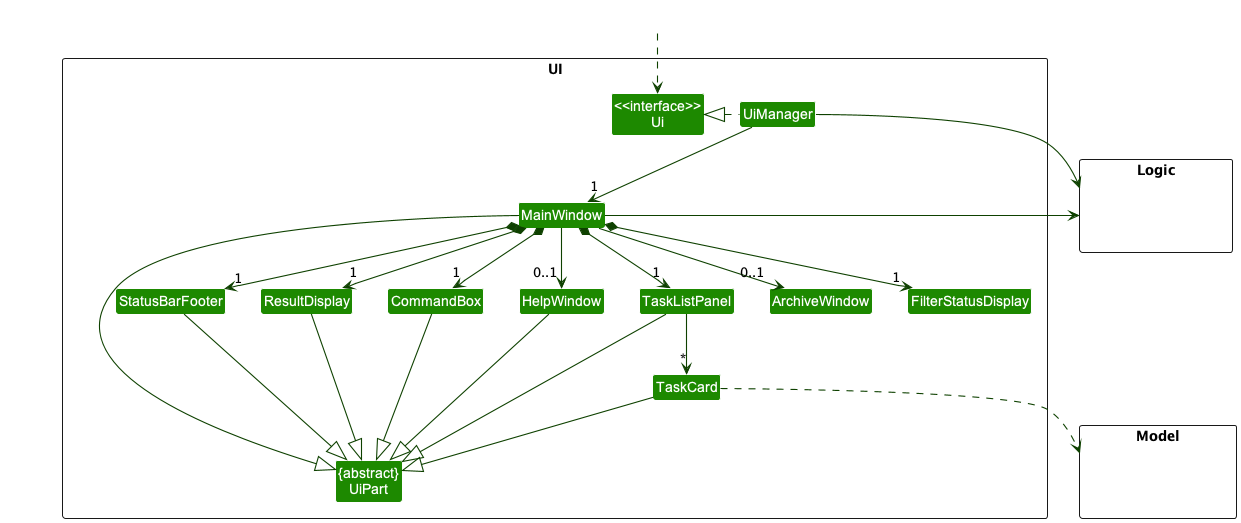 UI
<<interface>>
Ui
UiManager
Logic
1
MainWindow
1
1
1
0..1
1
0..1
1
StatusBarFooter
ResultDisplay
CommandBox
HelpWindow
TaskListPanel
ArchiveWindow
FilterStatusDisplay
*
TaskCard
Model
{abstract}
UiPart